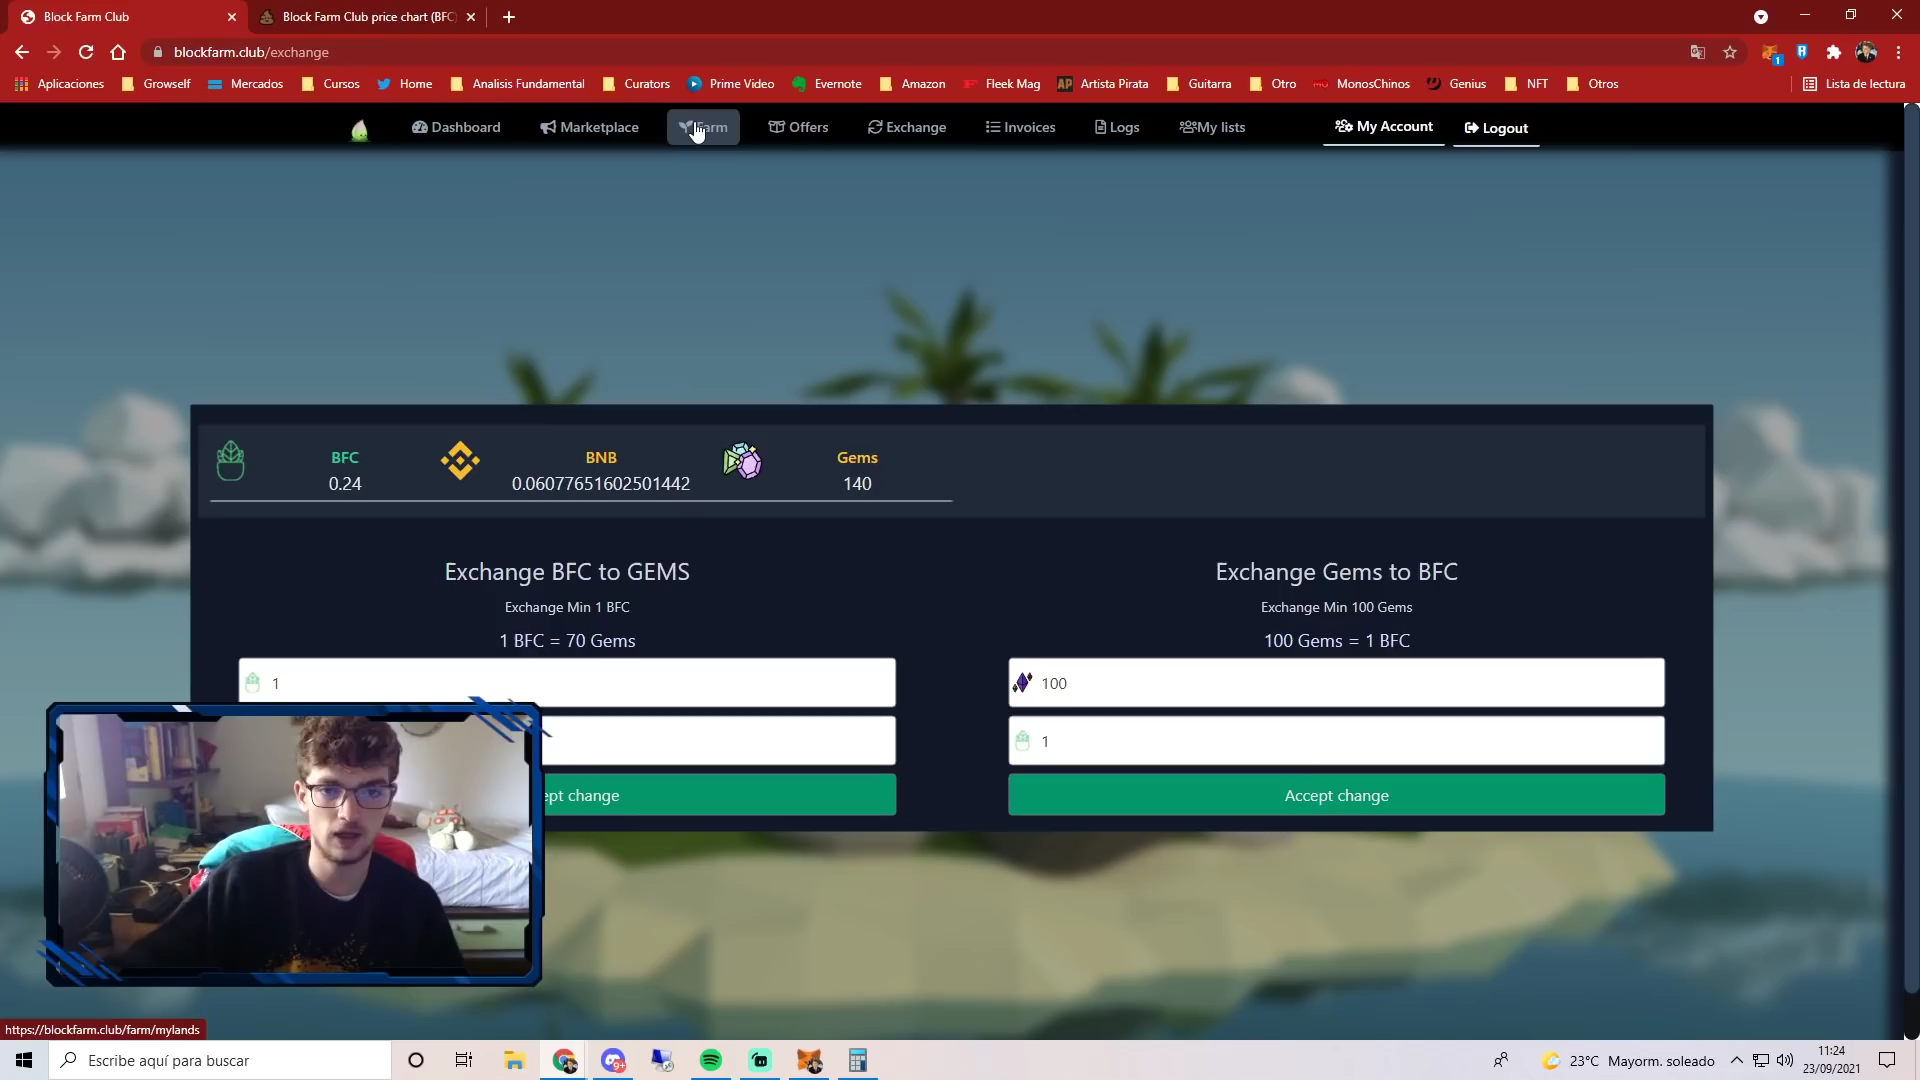 Block Farm Club
Block Farm Club price chart (BFC)
blockfarm.club/exchange
Aplicaciones
Growself
Mercados
Cursos
Home
Analisis Fundamental
Curators
Prime Video
Evernote
Amazon
Fleek Mag
AP Artista Pirata
Guitarra
Otro
MonosChinos
Genius
NFT
Otros
Lista de lectura
Dashboard
Marketplace
Farm
Offers
Exchange
Invoices
Logs
My lists
My Account
Logout
BFC
0.24
BNB
0.06077651602501442
Gems
140
Exchange BFC to GEMS
Exchange Min 1 BFC
1 BFC = 70 Gems
1
ept change
Exchange Gems to BFC
Exchange Min 100 Gems
100 Gems = 1 BFC
100
1
Accept change
https://blockfarm.club/farm/mylands
Escribe aquí para buscar
9+
23°C Mayorm. soleado
11:24
23/09/2021